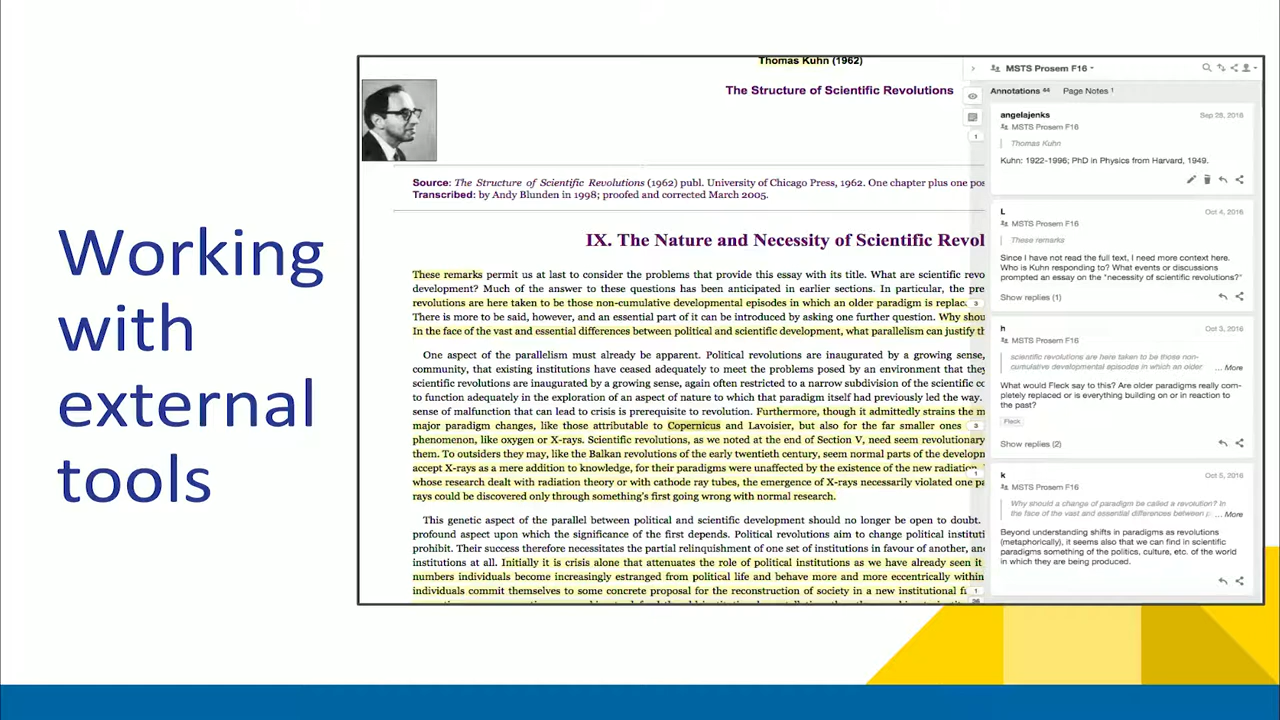 Working
with
external
tools
Thomas Kuhn (1962)
The Structure of Scientific Revolutions
Source: The Structure of Scientific Revolutions (1962) publ. University of Chicago Press, 1962. One chapter plus one pos
Transcribed: by Andy Blunden in 1998; proofed and corrected March 2005.
IX. The Nature and Necessity of Scientific Revol
These remarks permit us at last to consider the problems that provide this essay with its title. What are scientific revo
development? Much of the answer to these questions has been anticipated in earlier sections. In particular, the pre
revolutions are here taken to be those non-cumulative developmental episodes in which an older paradigm is replac
There is more to be said, however, and an essential part of it can be introduced by asking one further question. Why shou
In the face of the vast and essential differences between political and scientific development, what parallelism can justify th
One aspect of the parallelism must already be apparent. Political revolutions are inaugurated by a growing sense,
community, that existing institutions have ceased adequately to meet the problems posed by an environment that they
scientific revolutions are inaugurated by a growing sense, again often restricted to a narrow subdivision of the scientific co
to function adequately in the exploration of an aspect of nature to which that paradigm itself had previously led the way.
sense of malfunction that can lead to crisis is prerequisite to revolution. Furthermore, though it admittedly strains the m
major paradigm changes, like those attributable to Copernicus and Lavoisier, but also for the far smaller ones
phenomenon, like oxygen or X-rays. Scientific revolutions, as we noted at the end of Section V, need seem revolutionary
them. To outsiders they may, like the Balkan revolutions of the early twentieth century, seem normal parts of the developm
accept X-rays as a mere addition to knowledge, for their paradigms were unaffected by the existence of the new radiation.
whose research dealt with radiation theory or with cathode ray tubes, the emergence of X-rays necessarily violated one pa
rays could be discovered only through something's first going wrong with normal research.
This genetic aspect of the parallel between political and scientific development should no longer be open to doubt.
profound aspect upon which the significance of the first depends. Political revolutions aim to change political instituti
prohibit. Their success therefore necessitates the partial relinquishment of one set of institutions in favour of another, and
institutions at all. Initially it is crisis alone that attenuates the role of political institutions as we have already seen it
numbers individuals become increasingly estranged from political life and behave more and more eccentrically within
individuals commit themselves to some concrete proposal for the reconstruction of society in a new institutional f
1
3
3
1
1
MSTS Prosem F16
Annotations 44 Page Notes 1
angelajenks Sep 28, 2016
MSTS Prosem F16
Thomas Kuhn
Kuhn: 1922-1996; PhD in Physics from Harvard, 1949.
L Oct 4, 2016
MSTS Prosem F16
These remarks
Since I have not read the full text, I need more context here.
Who is Kuhn responding to? What events or discussions
prompted an essay on the "necessity of scientific revolutions?"
Show replies (1)
h Oct 3, 2016
MSTS Prosem F16
scientific revolutions are here taken to be those non-
cumulative developmental episodes in which an older ... More
What would Fleck say to this? Are older paradigms really com-
pletely replaced or is everything building on or in reaction to
the past?
Fleck
Show replies (2)
k Oct 5, 2016
MSTS Prosem F16
Why should a change of paradigm be called a revolution? In
the face of the vast and essential differences between p ... More
Beyond understanding shifts in paradigms as revolutions
(metaphorically), it seems also that we can find in scientific
paradigms something of the politics, culture, etc. of the world
in which they are being produced.